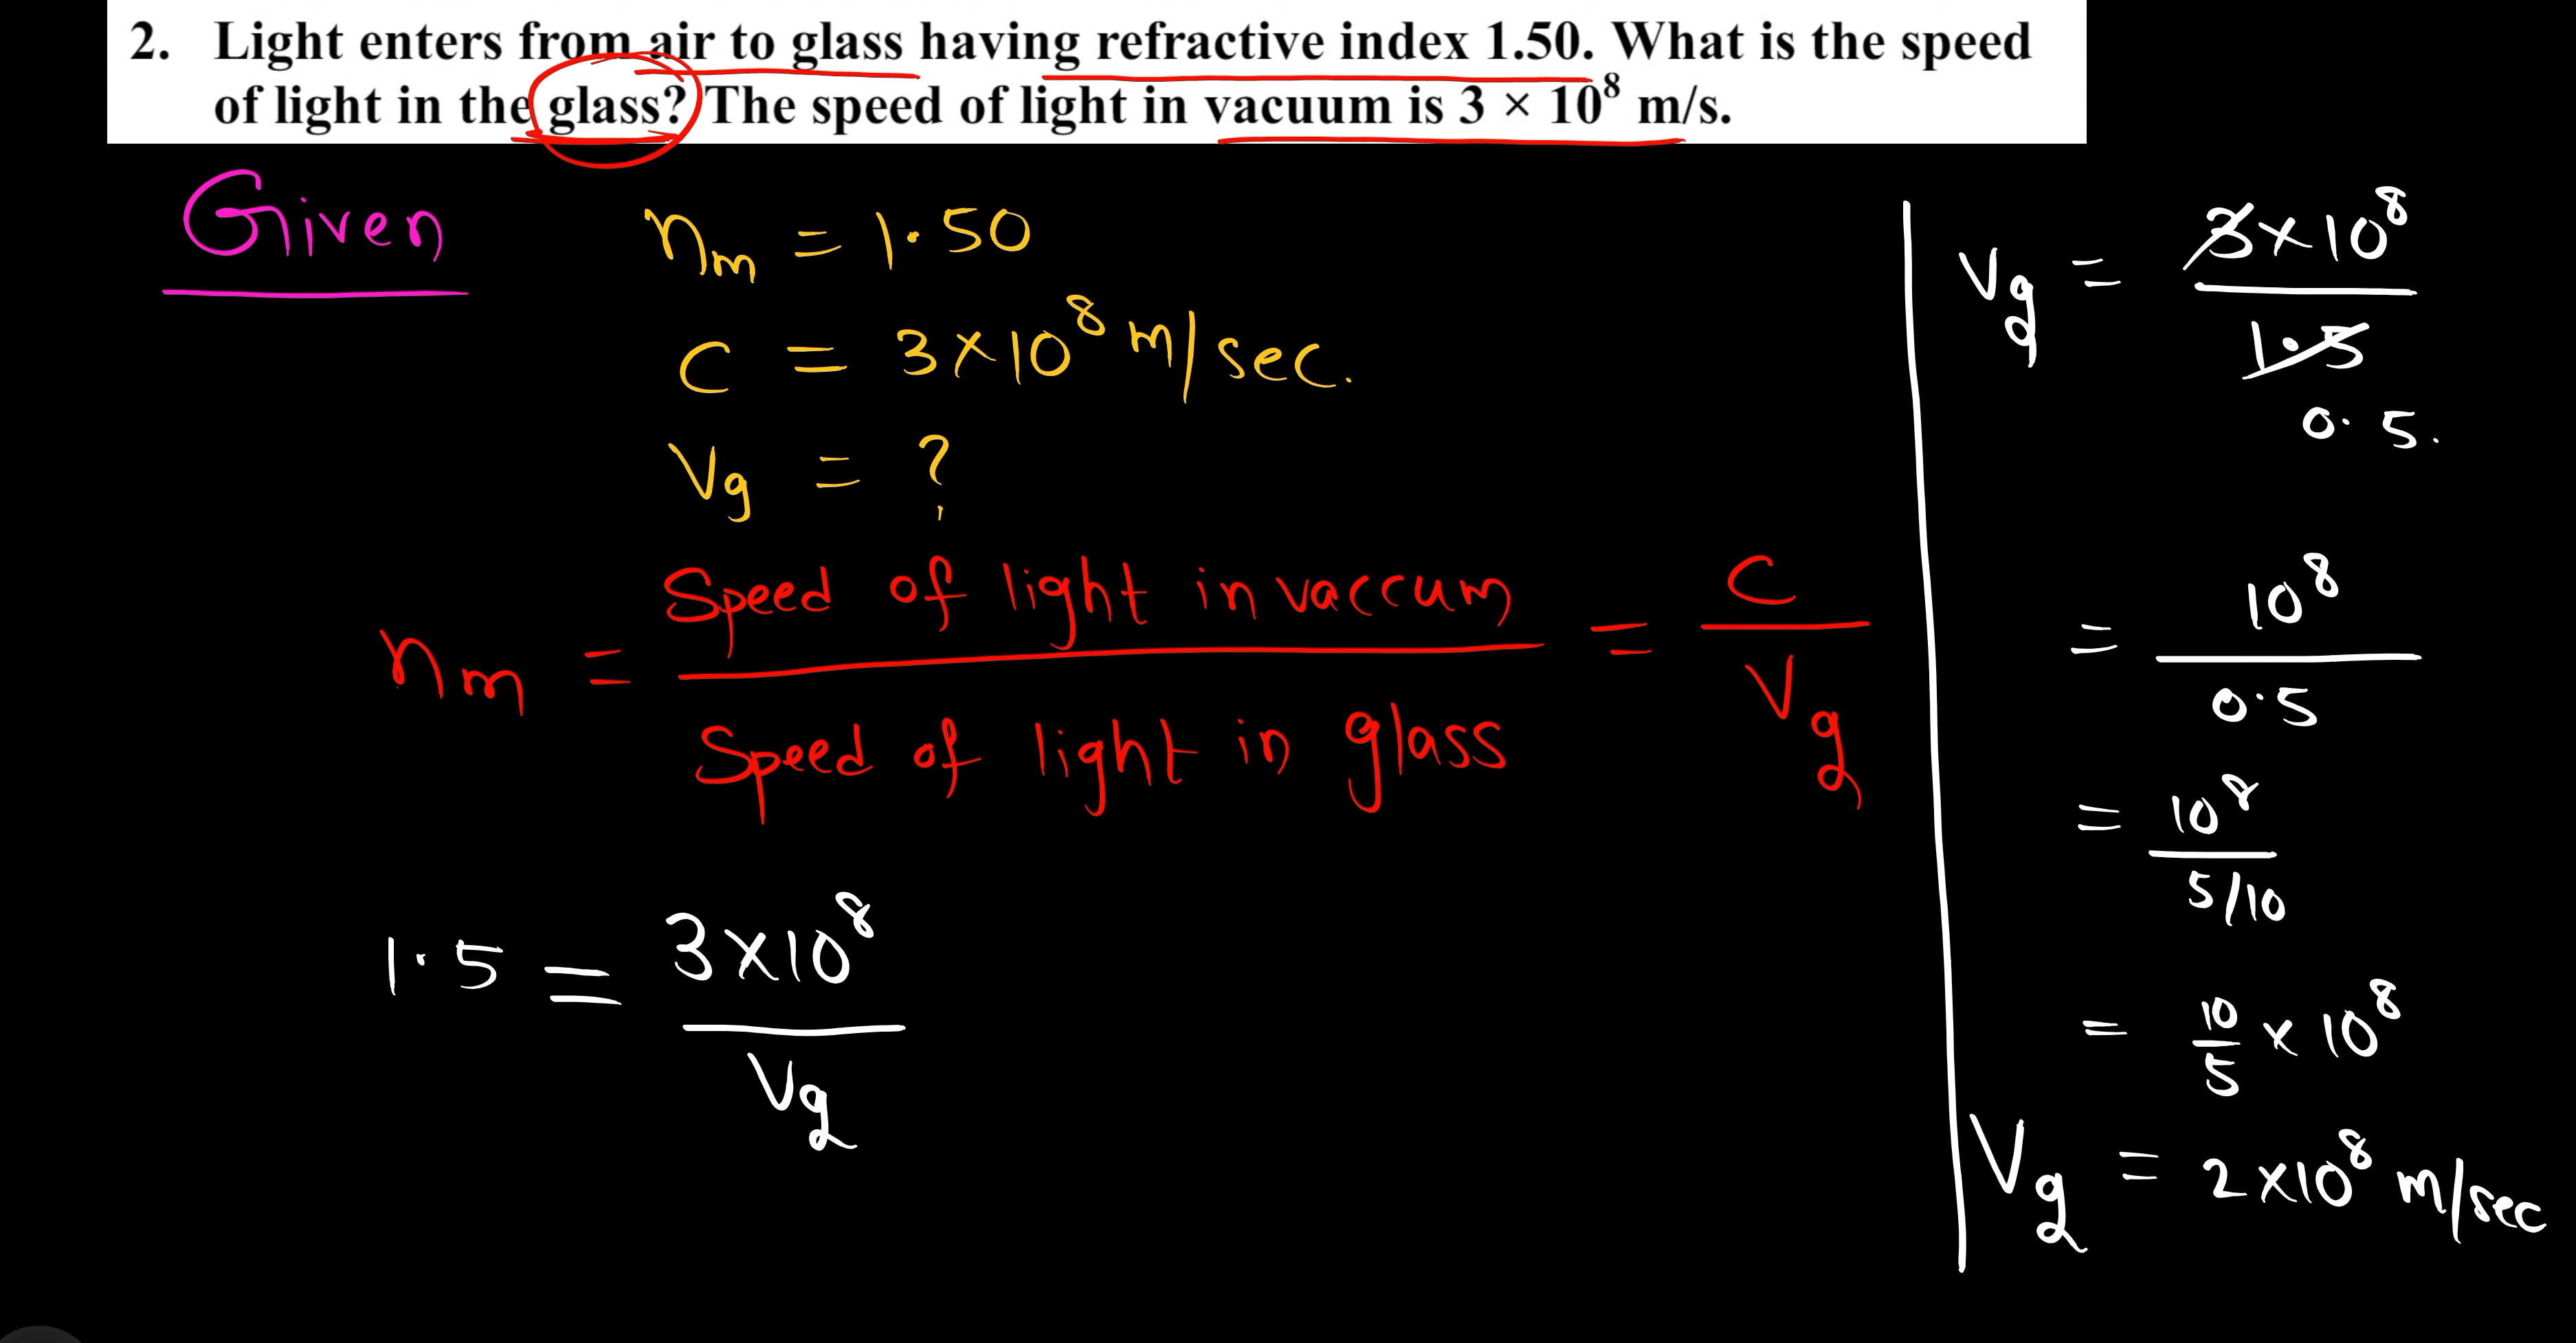 2. Light enters from air to glass having refractive index 1.50. What is the speed
of light in the glass? The speed of light in vacuum is 3 × 10⁸ m/s.
Given
nm = 1.50
C = 3×10⁸ m/sec.
Vg = ?
nm = Speed of light in vaccum / Speed of light in glass = C / Vg
1.5 = 3×10⁸ / Vg
Vg = 3×10⁸ / 1.5
0.5.
= 10⁸ / 0.5
= 10⁸ / 5/10
= 10/5 × 10⁸
Vg = 2×10⁸ m/sec